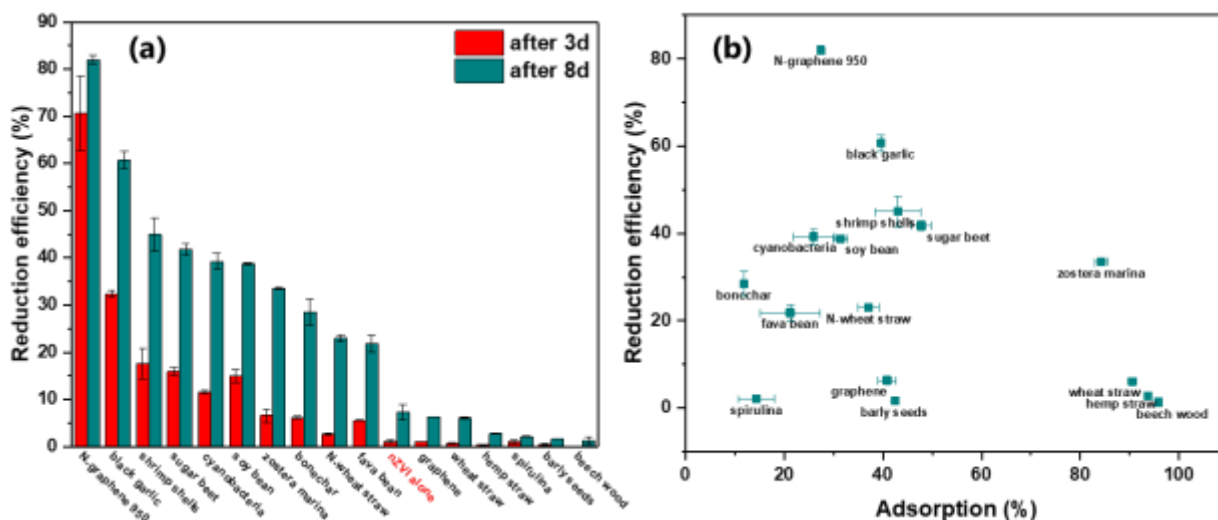 90
80
70
60
50
40
30
20
10
0
Reduction efficiency (%)
(a)
after 3d
after 8d
N-graphene 950
black garlic
shrimp shells
sugar beet
cyanobacteria
soy bean
zostera marina
bonechar
N-wheat straw
fava bean
nZVI alone
graphene
wheat straw
hemp straw
spirulina
barly seeds
beech wood
80
60
40
20
0
Reduction efficiency (%)
(b)
N-graphene 950
black garlic
shrimp shells
sugar beet
cyanobacteria
soy bean
zostera marina
bonechar
fava bean
N-wheat straw
graphene
wheat straw
spirulina
barly seeds
hemp straw
beech wood
0
20
40
60
80
100
Adsorption (%)